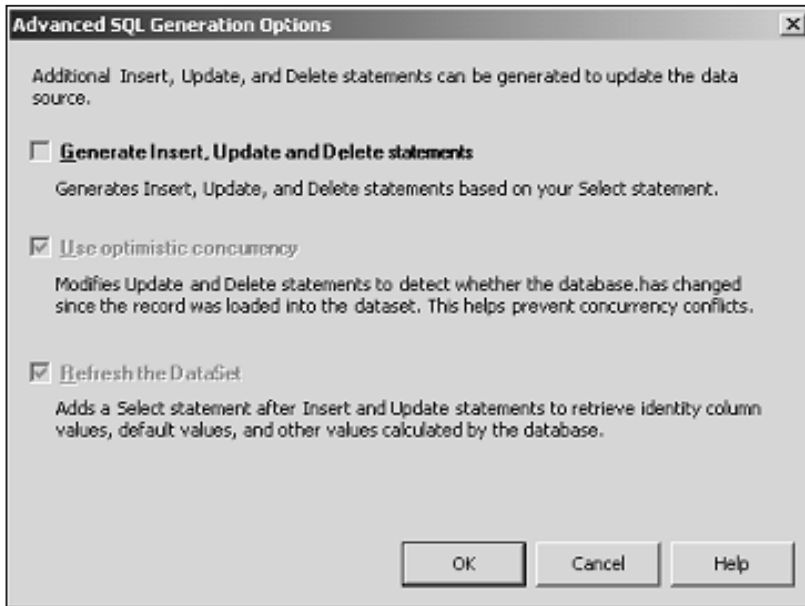 Advanced SQL Generation Options
Additional Insert, Update, and Delete statements can be generated to update the data
source.
Generate Insert, Update and Delete statements
Generates Insert, Update, and Delete statements based on your Select statement.
Use optimistic concurrency
Modifies Update and Delete statements to detect whether the database.has changed
since the record was loaded into the dataset. This helps prevent concurrency conflicts.
Refresh the DataSet
Adds a Select statement after Insert and Update statements to retrieve identity column
values, default values, and other values calculated by the database.
OK
Cancel
Help